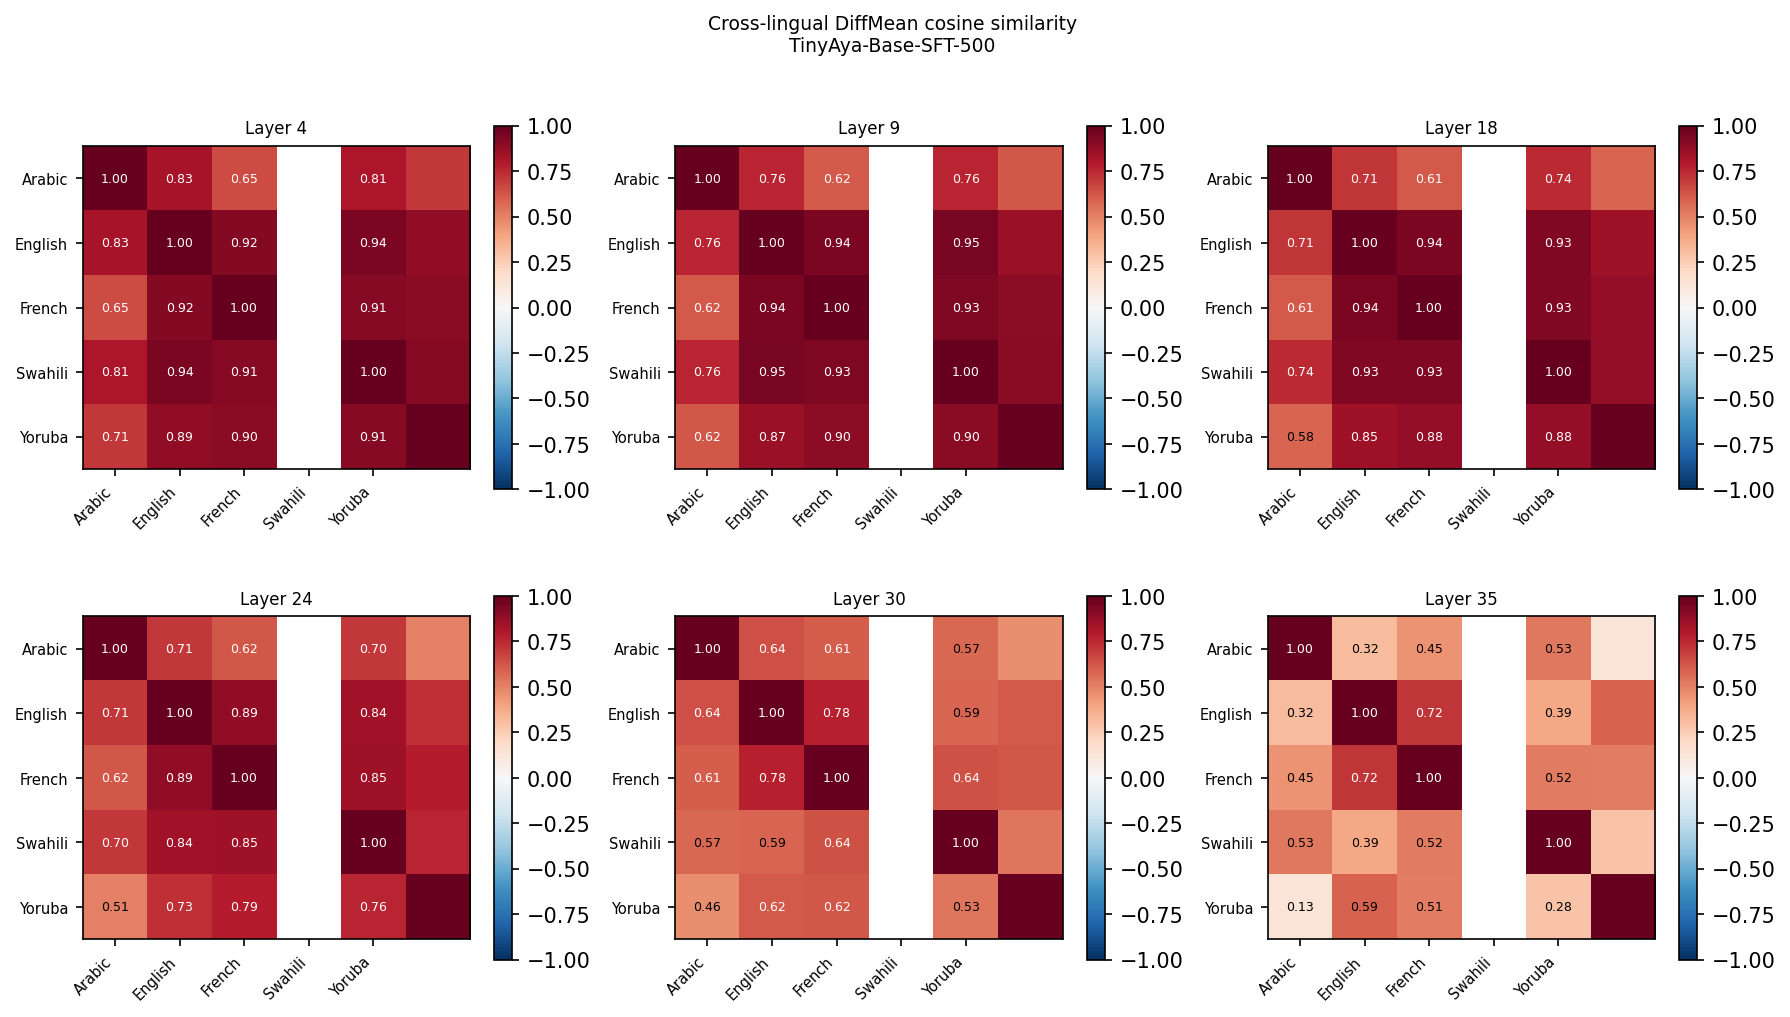 Cross-lingual DiffMean cosine similarity
TinyAya-Base-SFT-500
Layer 4
Arabic 1.00 0.83 0.65 0.81
English 0.83 1.00 0.92 0.94
French 0.65 0.92 1.00 0.91
Swahili 0.81 0.94 0.91 1.00
Yoruba 0.71 0.89 0.90 0.91
Arabic English French Swahili Yoruba
1.00
0.75
0.50
0.25
0.00
−0.25
−0.50
−0.75
−1.00
Layer 9
Arabic 1.00 0.76 0.62 0.76
English 0.76 1.00 0.94 0.95
French 0.62 0.94 1.00 0.93
Swahili 0.76 0.95 0.93 1.00
Yoruba 0.62 0.87 0.90 0.90
Arabic English French Swahili Yoruba
1.00
0.75
0.50
0.25
0.00
−0.25
−0.50
−0.75
−1.00
Layer 18
Arabic 1.00 0.71 0.61 0.74
English 0.71 1.00 0.94 0.93
French 0.61 0.94 1.00 0.93
Swahili 0.74 0.93 0.93 1.00
Yoruba 0.58 0.85 0.88 0.88
Arabic English French Swahili Yoruba
1.00
0.75
0.50
0.25
0.00
−0.25
−0.50
−0.75
−1.00
Layer 24
Arabic 1.00 0.71 0.62 0.70
English 0.71 1.00 0.89 0.84
French 0.62 0.89 1.00 0.85
Swahili 0.70 0.84 0.85 1.00
Yoruba 0.51 0.73 0.79 0.76
Arabic English French Swahili Yoruba
1.00
0.75
0.50
0.25
0.00
−0.25
−0.50
−0.75
−1.00
Layer 30
Arabic 1.00 0.64 0.61 0.57
English 0.64 1.00 0.78 0.59
French 0.61 0.78 1.00 0.64
Swahili 0.57 0.59 0.64 1.00
Yoruba 0.46 0.62 0.62 0.53
Arabic English French Swahili Yoruba
1.00
0.75
0.50
0.25
0.00
−0.25
−0.50
−0.75
−1.00
Layer 35
Arabic 1.00 0.32 0.45 0.53
English 0.32 1.00 0.72 0.39
French 0.45 0.72 1.00 0.52
Swahili 0.53 0.39 0.52 1.00
Yoruba 0.13 0.59 0.51 0.28
Arabic English French Swahili Yoruba
1.00
0.75
0.50
0.25
0.00
−0.25
−0.50
−0.75
−1.00